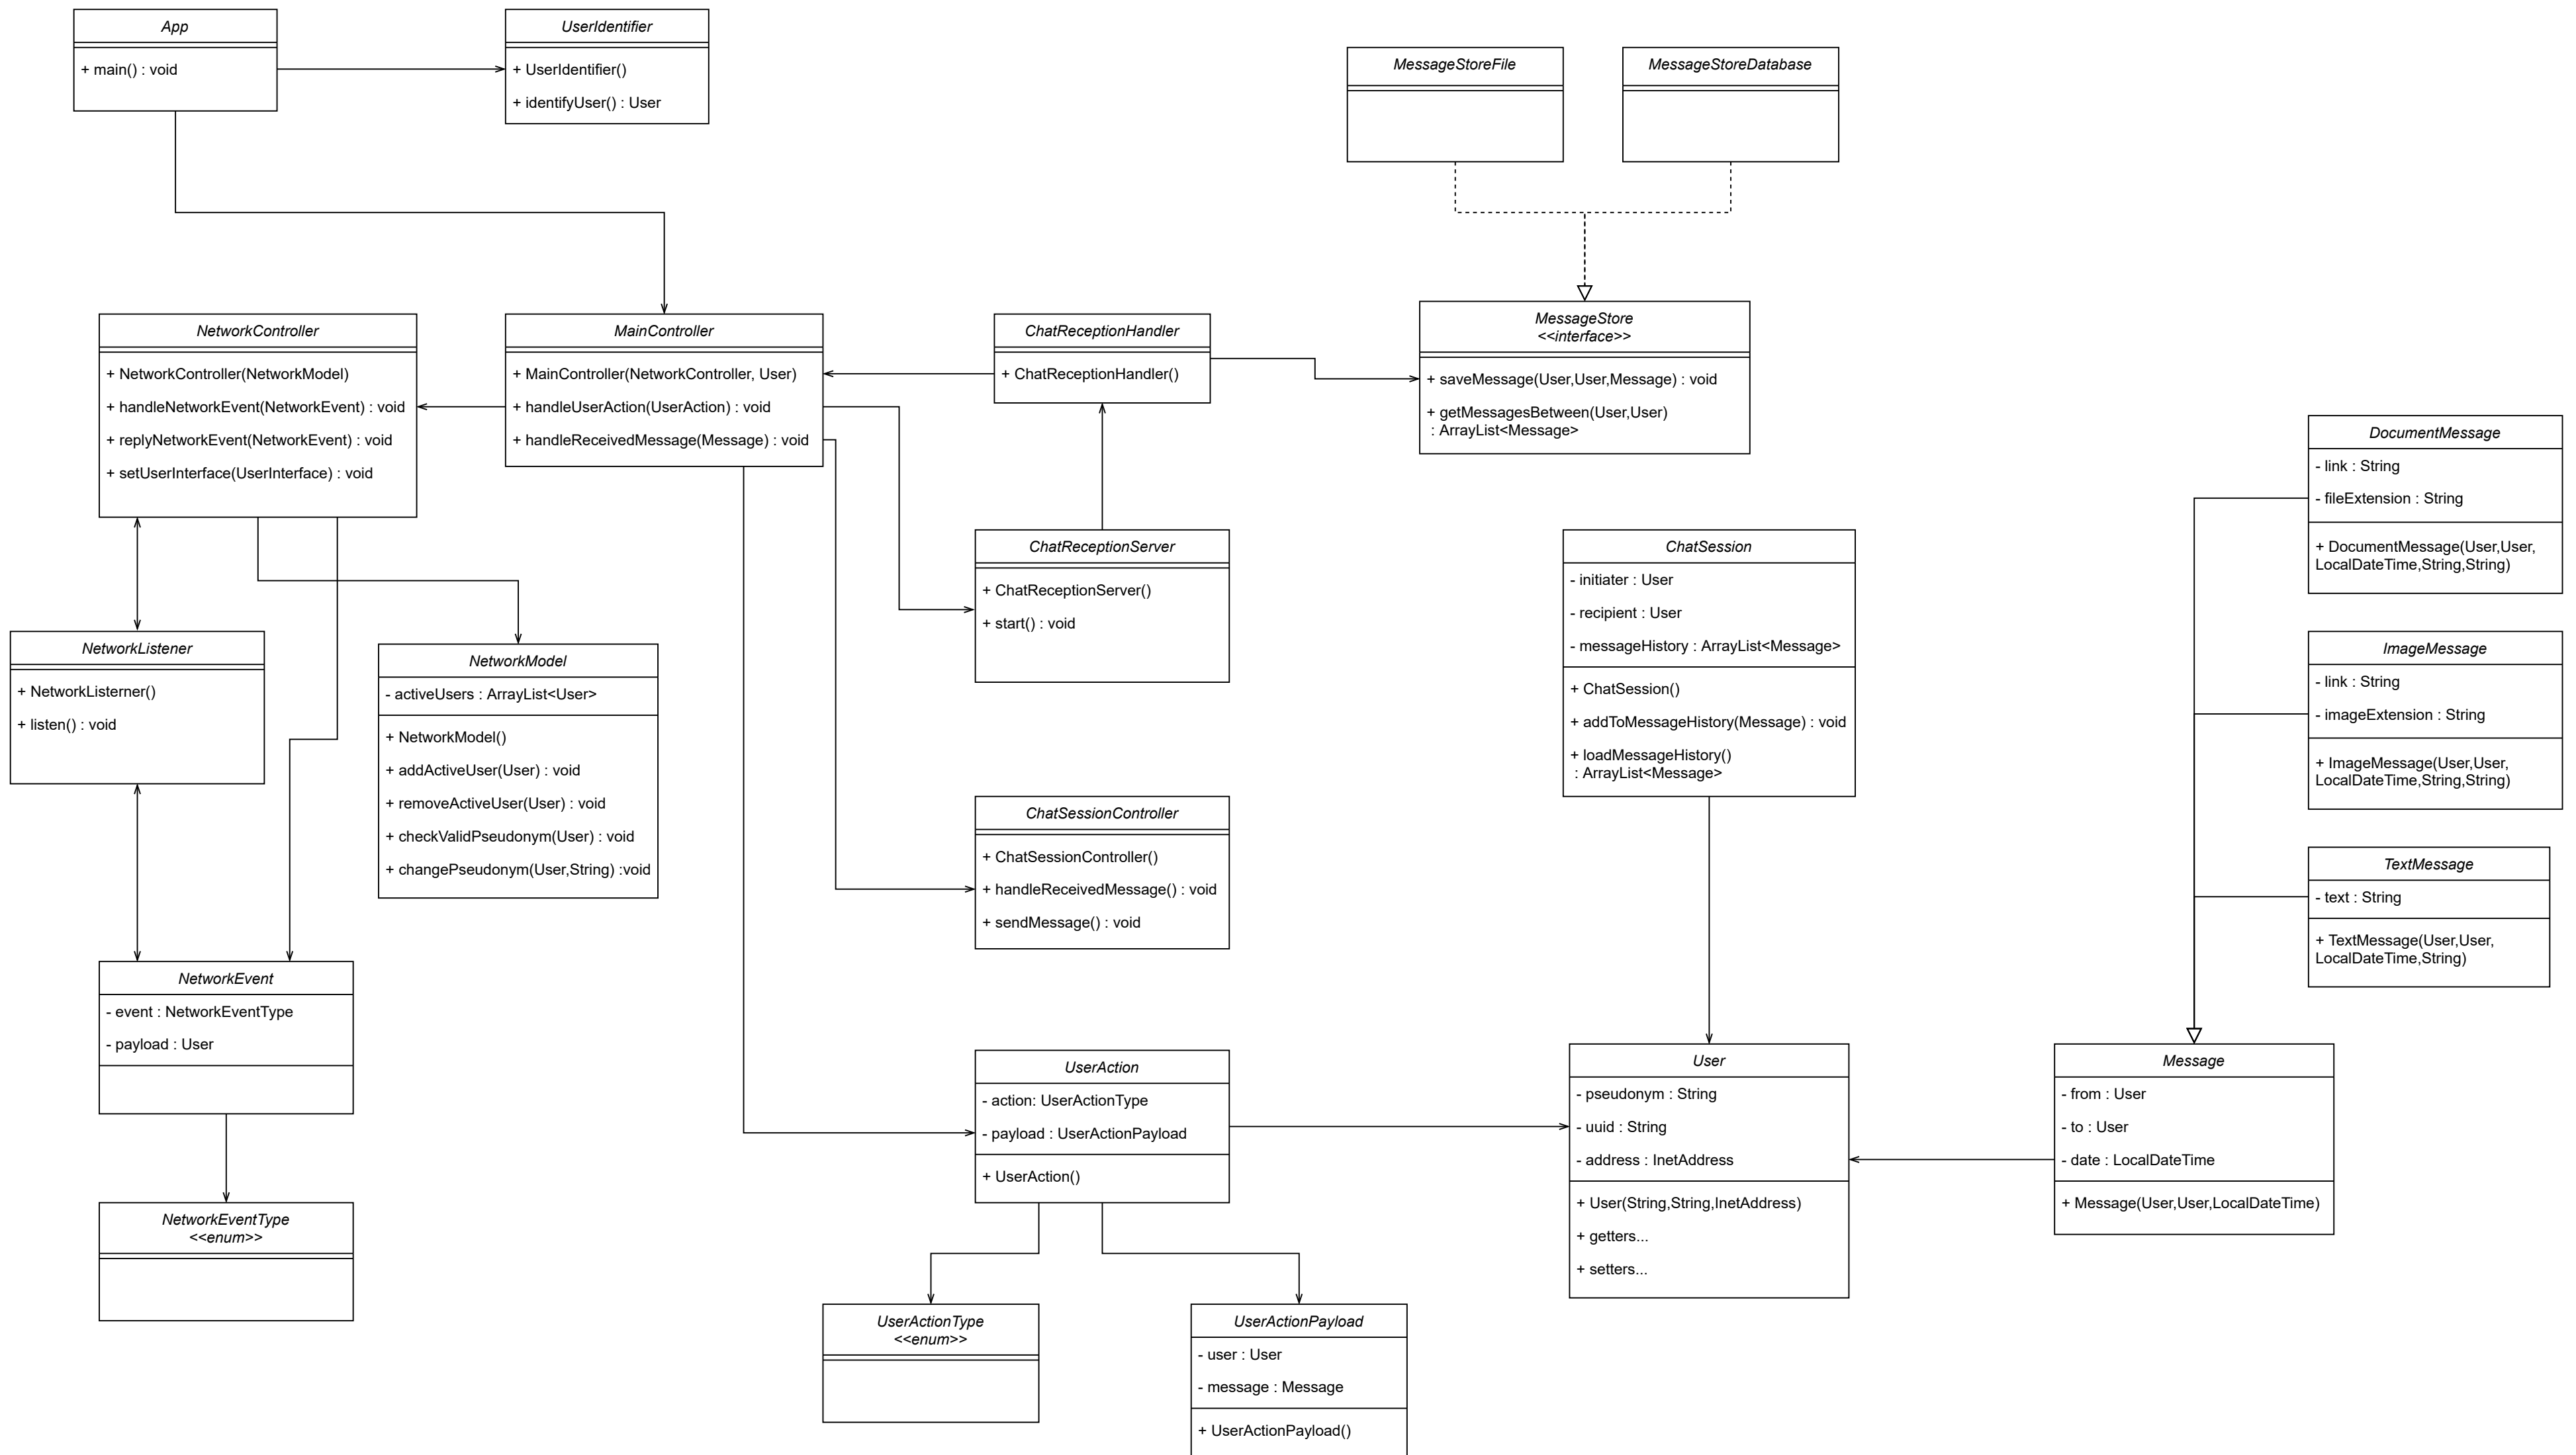 App
+ main() : void
UserIdentifier
+ UserIdentifier()
+ identifyUser() : User
MessageStoreFile
MessageStoreDatabase
NetworkController
+ NetworkController(NetworkModel)
+ handleNetworkEvent(NetworkEvent) : void
+ replyNetworkEvent(NetworkEvent) : void
+ setUserInterface(UserInterface) : void
MainController
+ MainController(NetworkController, User)
+ handleUserAction(UserAction) : void
+ handleReceivedMessage(Message) : void
ChatReceptionHandler
+ ChatReceptionHandler()
MessageStore
<<interface>>
+ saveMessage(User,User,Message) : void
+ getMessagesBetween(User,User)
: ArrayList<Message>
DocumentMessage
- link : String
- fileExtension : String
+ DocumentMessage(User,User,
LocalDateTime,String,String)
ChatReceptionServer
+ ChatReceptionServer()
+ start() : void
ChatSession
- initiater : User
- recipient : User
- messageHistory : ArrayList<Message>
+ ChatSession()
+ addToMessageHistory(Message) : void
+ loadMessageHistory()
: ArrayList<Message>
NetworkListener
+ NetworkListerner()
+ listen() : void
NetworkModel
- activeUsers : ArrayList<User>
+ NetworkModel()
+ addActiveUser(User) : void
+ removeActiveUser(User) : void
+ checkValidPseudonym(User) : void
+ changePseudonym(User,String) :void
ImageMessage
- link : String
- imageExtension : String
+ ImageMessage(User,User,
LocalDateTime,String,String)
ChatSessionController
+ ChatSessionController()
+ handleReceivedMessage() : void
+ sendMessage() : void
TextMessage
- text : String
+ TextMessage(User,User,
LocalDateTime,String)
NetworkEvent
- event : NetworkEventType
- payload : User
UserAction
- action: UserActionType
- payload : UserActionPayload
+ UserAction()
User
- pseudonym : String
- uuid : String
- address : InetAddress
+ User(String,String,InetAddress)
+ getters...
+ setters...
Message
- from : User
- to : User
- date : LocalDateTime
+ Message(User,User,LocalDateTime)
NetworkEventType
<<enum>>
UserActionType
<<enum>>
UserActionPayload
- user : User
- message : Message
+ UserActionPayload()